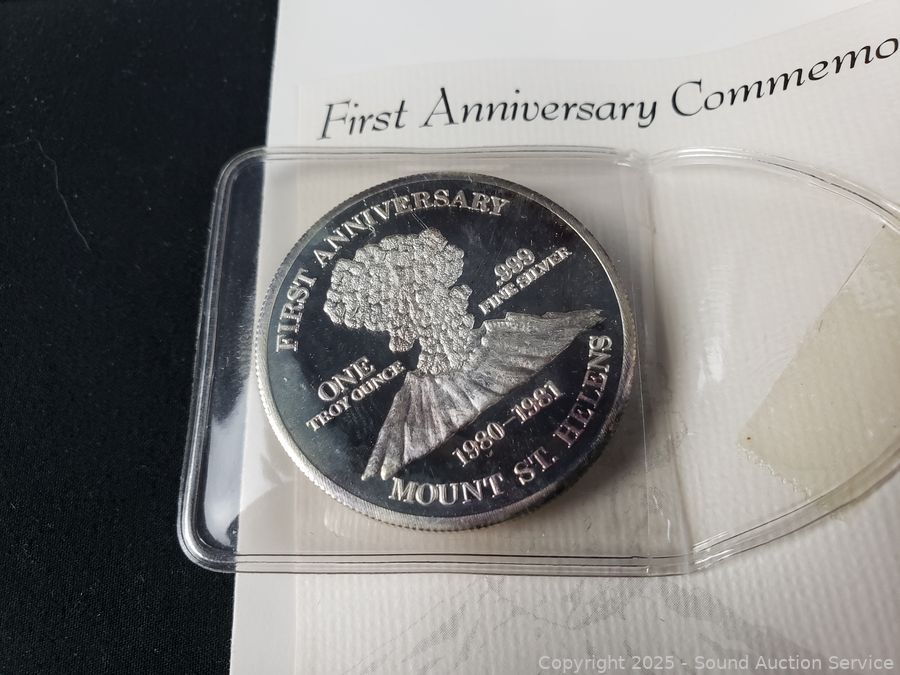 First Anniversary Commemo
FIRST ANNIVERSARY
.999
FINE SILVER
ONE
TROY OUNCE
1980–1981
MOUNT ST. HELENS
Copyright © 2025 - Sound Auction Service